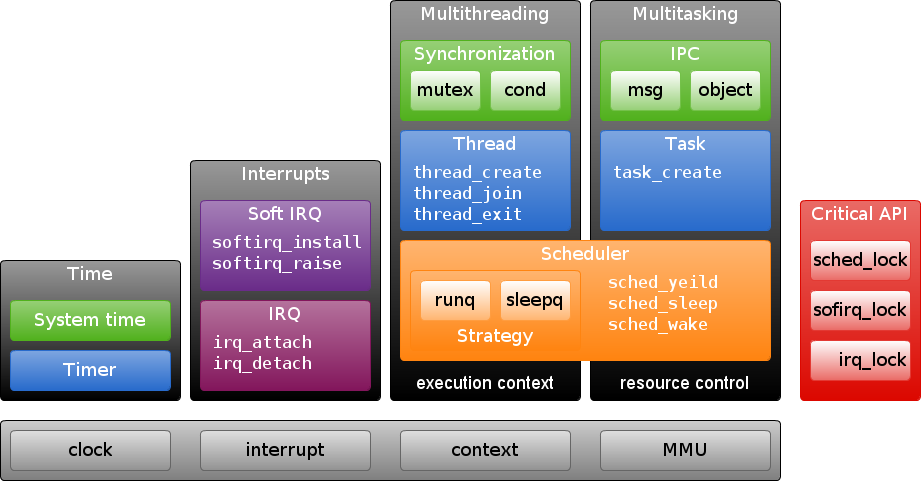 Multithreading
Synchronization
mutex
cond
Thread
thread_create
thread_join
thread_exit
Multitasking
IPC
msg
object
Task
task_create
Scheduler
runq
sleepq
Strategy
sched_yeild
sched_sleep
sched_wake
execution context
resource control
Interrupts
Soft IRQ
softirq_install
softirq_raise
IRQ
irq_attach
irq_detach
Time
System time
Timer
Critical API
sched_lock
sofirq_lock
irq_lock
clock
interrupt
context
MMU